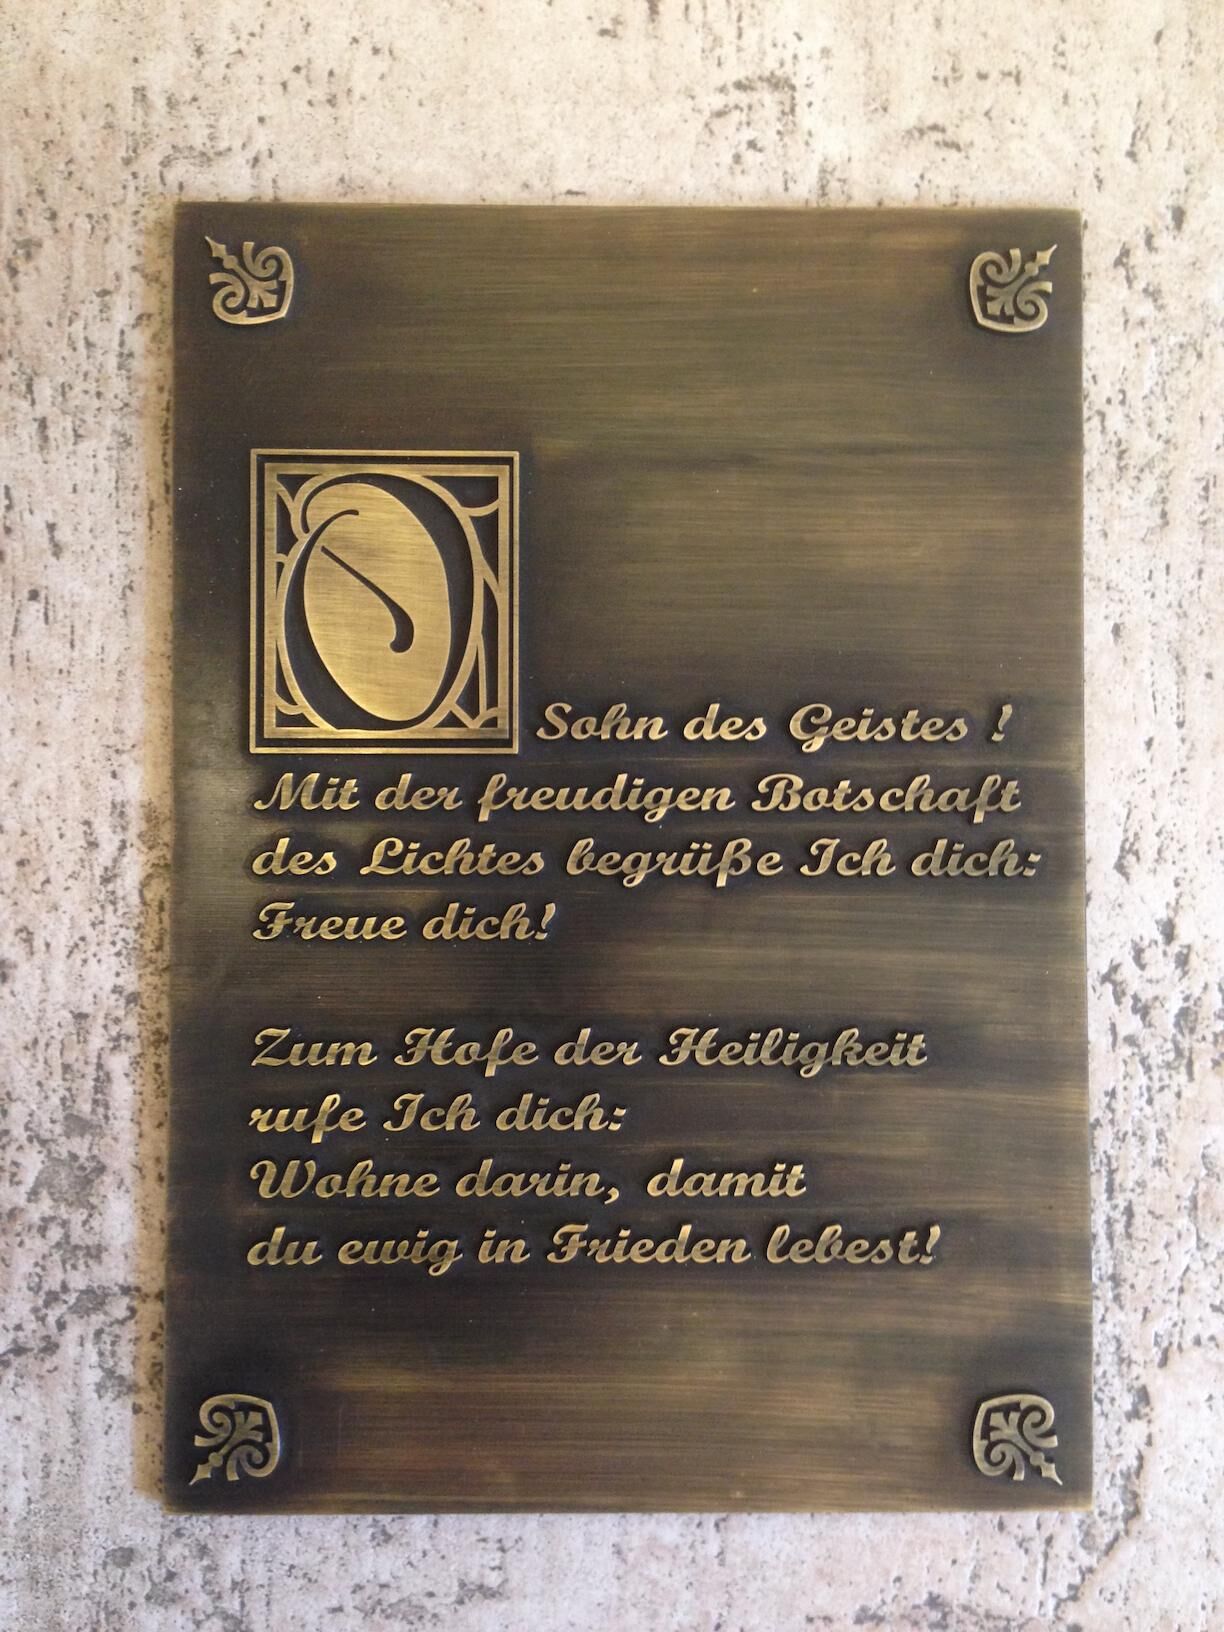 O Sohn des Geistes !
Mit der freudigen Botschaft
des Lichtes begrüße Ich dich:
Freue dich!
Zum Hofe der Heiligkeit
rufe Ich dich:
Wohne darin, damit
du ewig in Frieden lebest!